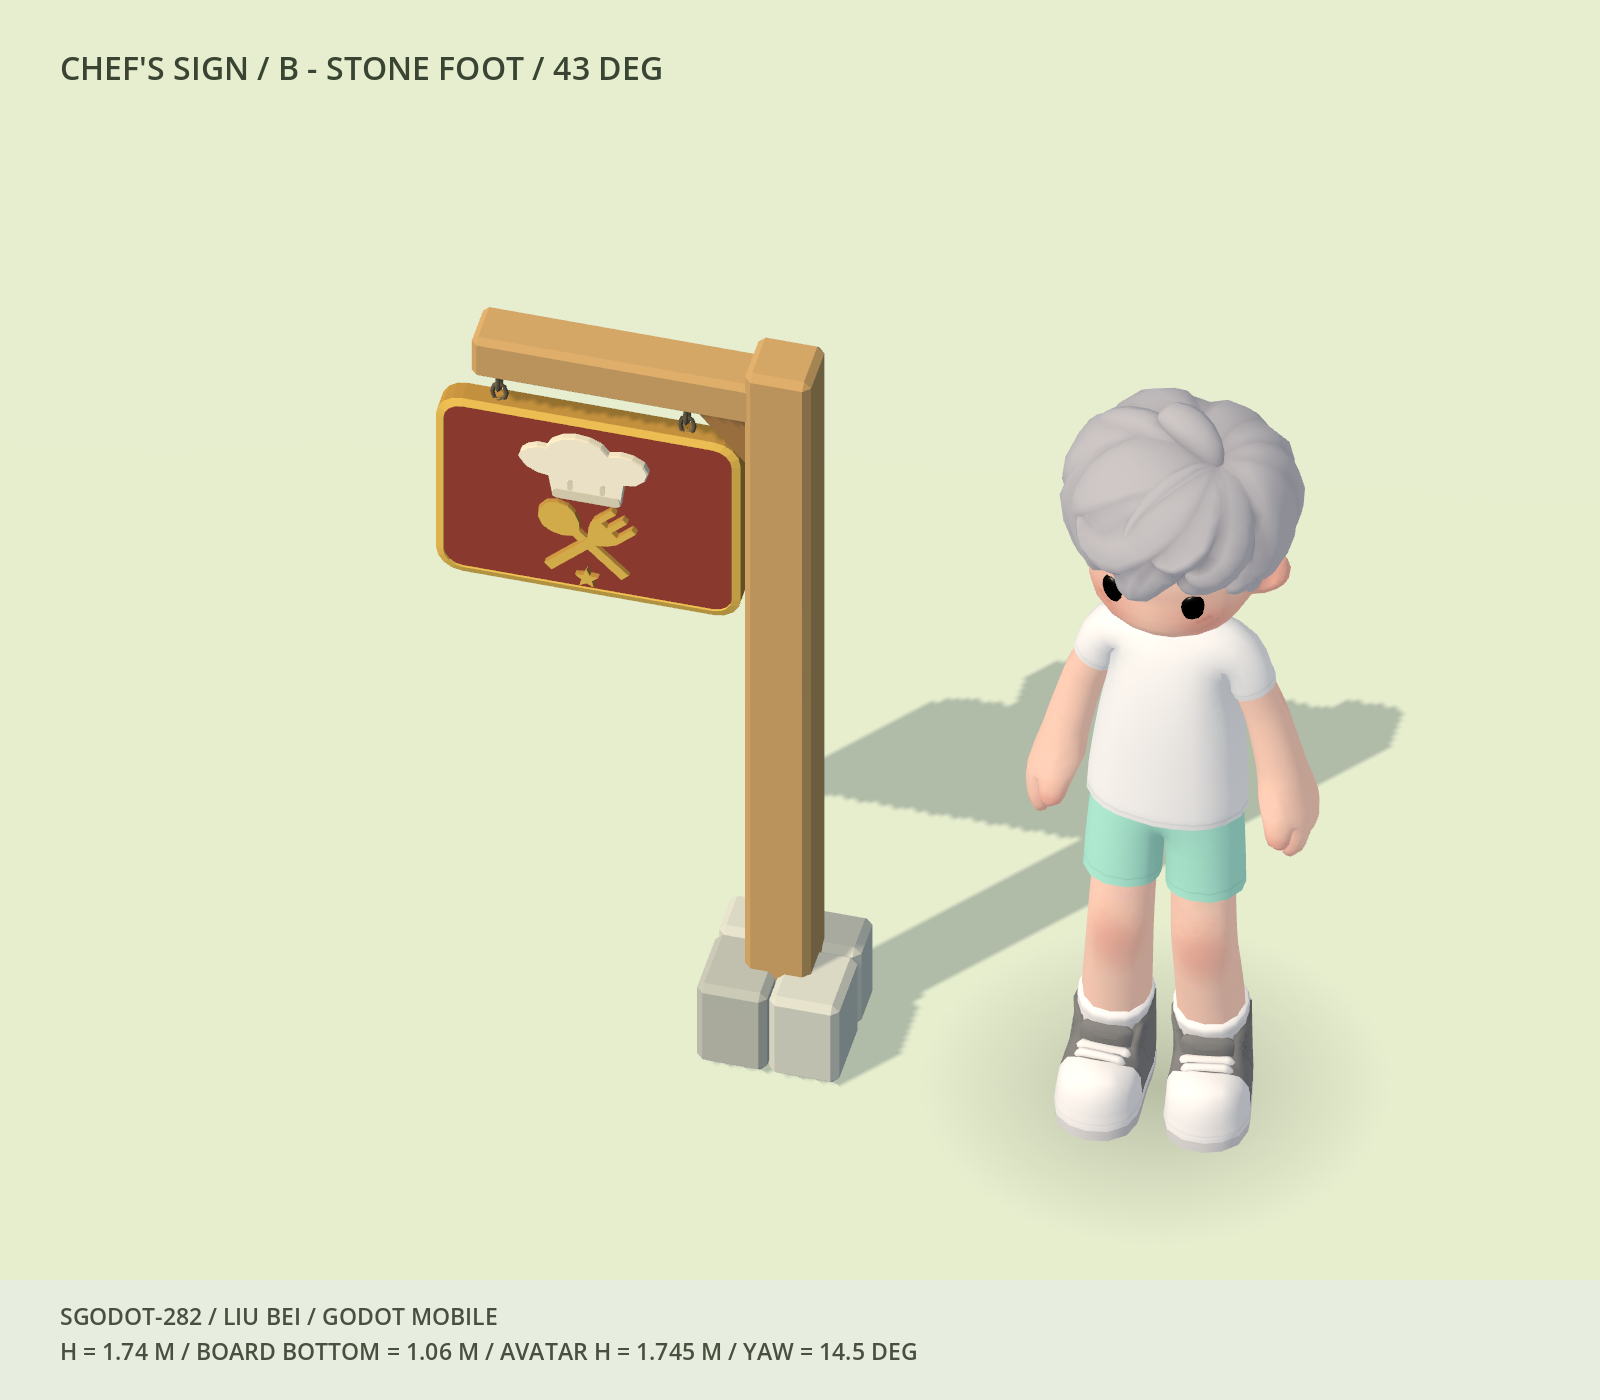 CHEF'S SIGN / B - STONE FOOT / 43 DEG
SGODOT-282 / LIU BEI / GODOT MOBILE
H = 1.74 M / BOARD BOTTOM = 1.06 M / AVATAR H = 1.745 M / YAW = 14.5 DEG